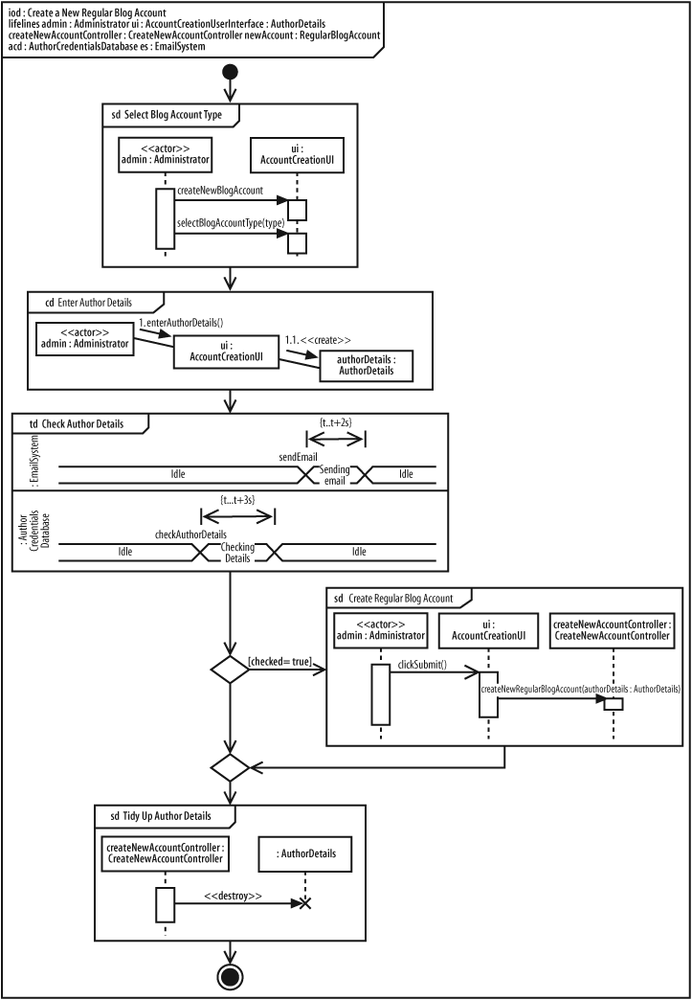 iod : Create a New Regular Blog Account
lifelines admin : Administrator ui : AccountCreationUserInterface : AuthorDetails
createNewAccountController : CreateNewAccountController newAccount : RegularBlogAccount
acd : AuthorCredentialsDatabase es : EmailSystem
sd Select Blog Account Type
<<actor>>
admin : Administrator
ui :
AccountCreationUI
createNewBlogAccount
selectBlogAccountType(type)
cd Enter Author Details
<<actor>>
admin : Administrator
1.enterAuthorDetails()
ui :
AccountCreationUI
1.1.<<create>>
authorDetails :
AuthorDetails
td Check Author Details
: EmailSystem
{t..t+2s}
sendEmail
Idle
Sending
email
Idle
: Author
Credentials
Database
{t...t+3s}
checkAuthorDetails
Idle
Checking
Details
Idle
[checked= true]
sd Create Regular Blog Account
<<actor>>
admin : Administrator
ui :
AccountCreationUI
createNewAccountController :
CreateNewAccountController
clickSubmit()
createNewRegularBlogAccount(authorDetails : AuthorDetails)
sd Tidy Up Author Details
createNewAccountController :
CreateNewAccountController
: AuthorDetails
<<destroy>>